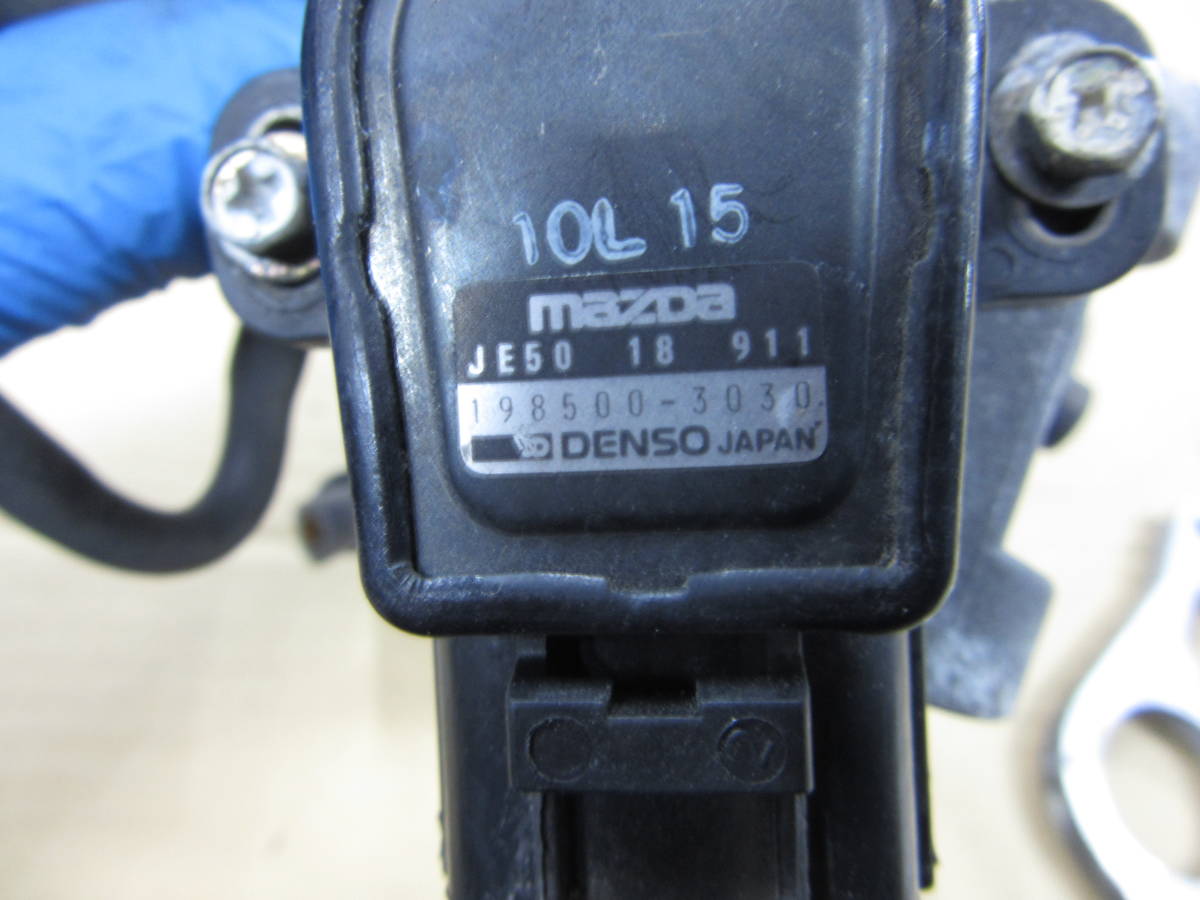 10L 15
mazda
JE50 18 911
198500-3030
DENSO JAPAN